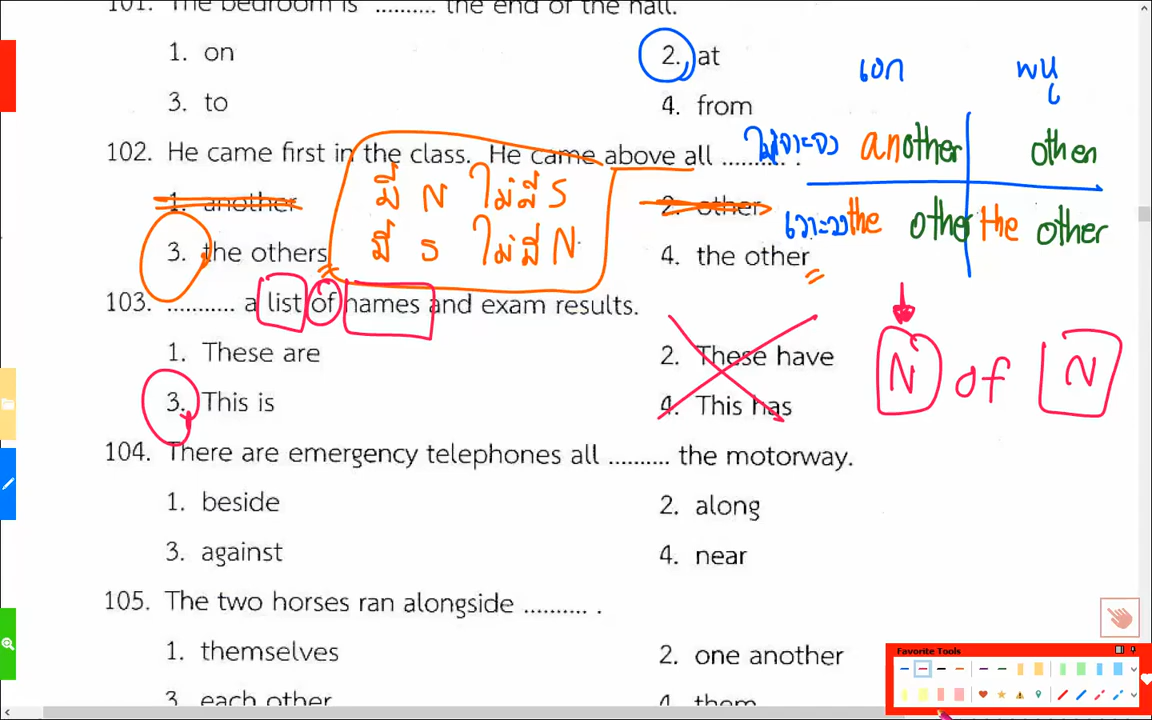 101. The bedroom is .......... the end of the hall.
1. on
2. at
3. to
4. from
เอก
พหู
102. He came first in the class. He came above all .......... .
1. another
2. other
3. the others
4. the other
มี N ไม่มี S
มี S ไม่มี N
ไม่เจาะจง another other
เจาะจง the other the other
103. ........... a list of names and exam results.
1. These are
2. These have
3. This is
4. This has
N of N
104. There are emergency telephones all .......... the motorway.
1. beside
2. along
3. against
4. near
105. The two horses ran alongside .......... .
1. themselves
2. one another
3. each other
4. them
Favorite Tools